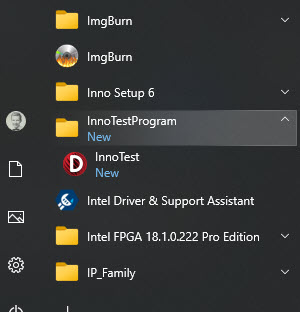 ImgBurn
ImgBurn
Inno Setup 6
InnoTestProgram
New
InnoTest
New
Intel Driver & Support Assistant
Intel FPGA 18.1.0.222 Pro Edition
IP_Family